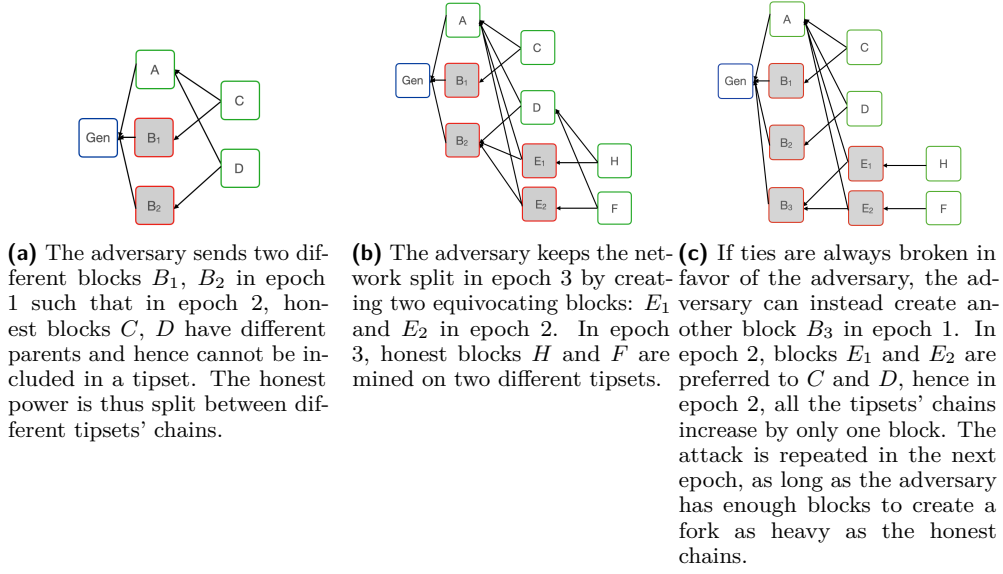 Gen
A
B₁
B₂
C
D
Gen
A
B₁
B₂
C
D
E₁
E₂
H
F
Gen
A
B₁
B₂
B₃
C
D
E₁
E₂
H
F
(a) The adversary sends two dif-
ferent blocks B₁, B₂ in epoch
1 such that in epoch 2, hon-
est blocks C, D have different
parents and hence cannot be in-
cluded in a tipset. The honest
power is thus split between dif-
ferent tipsets' chains.
(b) The adversary keeps the net-
work split in epoch 3 by creat-
ing two equivocating blocks: E₁
and E₂ in epoch 2. In epoch
3, honest blocks H and F are
mined on two different tipsets.
(c) If ties are always broken in
favor of the adversary, the ad-
versary can instead create an-
other block B₃ in epoch 1. In
epoch 2, blocks E₁ and E₂ are
preferred to C and D, hence in
epoch 2, all the tipsets' chains
increase by only one block. The
attack is repeated in the next
epoch, as long as the adversary
has enough blocks to create a
fork as heavy as the honest
chains.